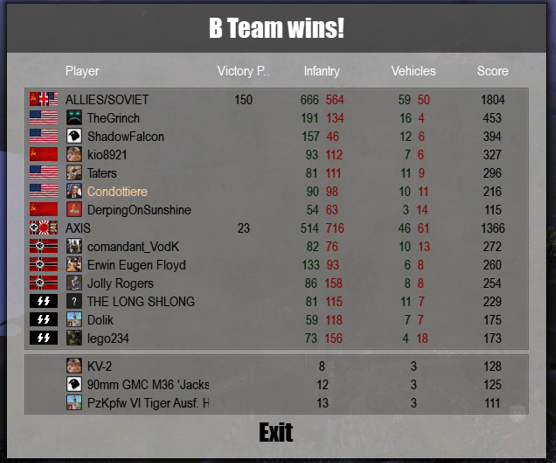 B Team wins!
Player Victory P.. Infantry Vehicles Score
ALLIES/SOVIET 150 666 564 59 50 1804
TheGrinch 191 134 16 4 453
ShadowFalcon 157 46 12 6 394
kio8921 93 112 7 6 327
Taters 81 111 11 9 296
Condottiere 90 98 10 11 216
DerpingOnSunshine 54 63 3 14 115
AXIS 23 514 716 46 61 1366
comandant_VodK 82 76 10 13 272
Erwin Eugen Floyd 133 93 6 8 260
Jolly Rogers 86 158 8 8 254
? THE LONG SHLONG 81 115 11 7 229
Dolik 59 118 7 7 175
lego234 73 156 4 18 173
KV-2 8 3 128
90mm GMC M36 'Jacks 12 3 125
PzKpfw VI Tiger Ausf. H 13 3 111
Exit